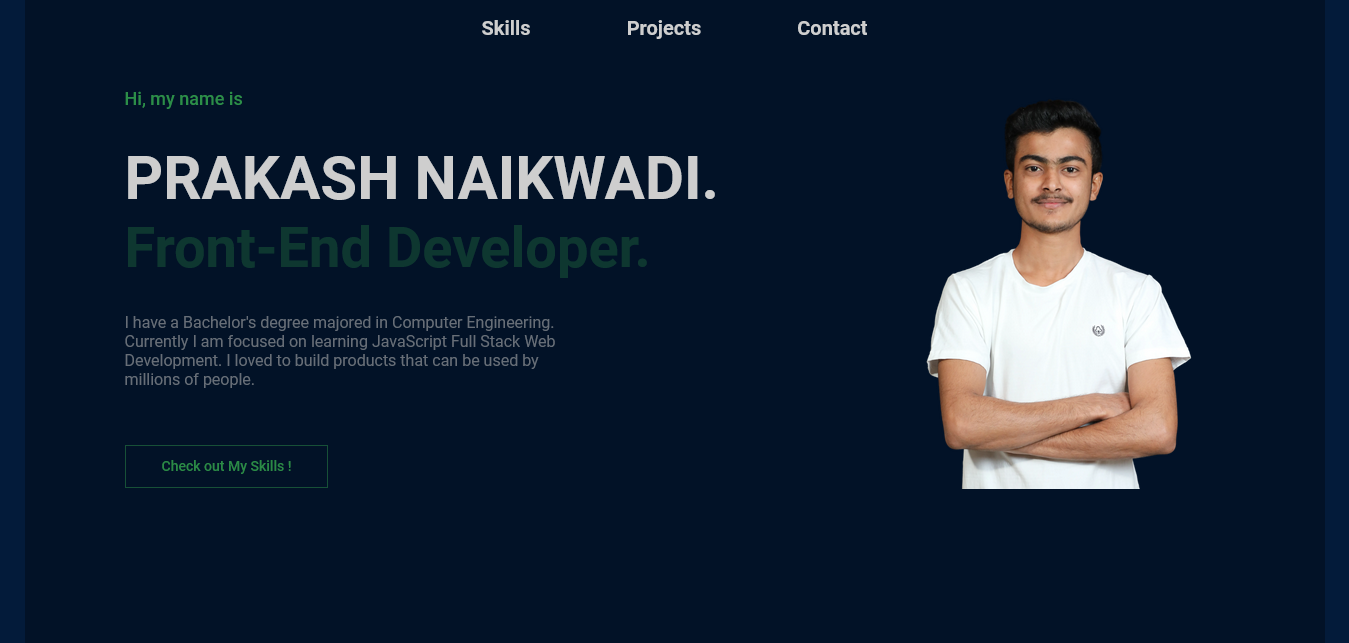 Skills Projects Contact
Hi, my name is
PRAKASH NAIKWADI.
Front-End Developer.
I have a Bachelor's degree majored in Computer Engineering.
Currently I am focused on learning JavaScript Full Stack Web
Development. I loved to build products that can be used by
millions of people.
Check out My Skills !